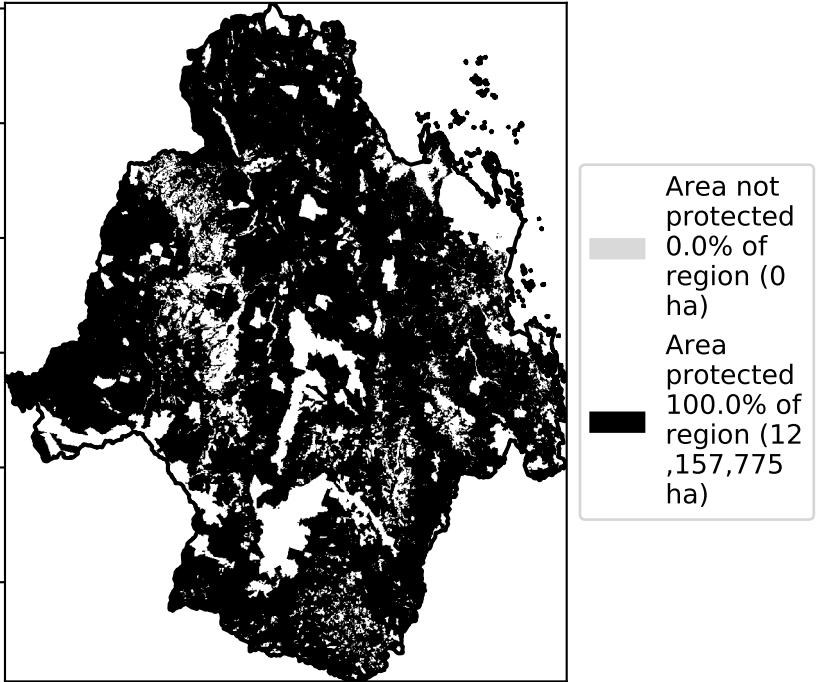 Area not
protected
0.0% of
region (0
ha)
Area
protected
100.0% of
region (12
,157,775
ha)